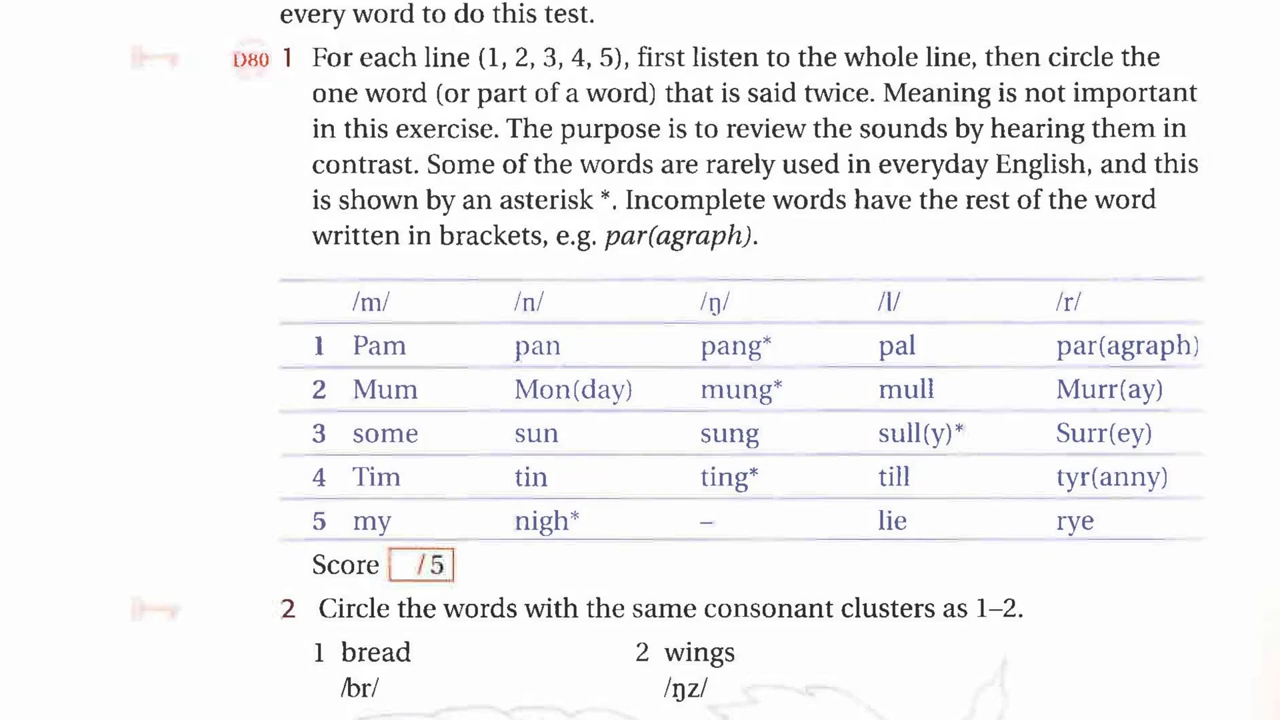 every word to do this test.
D80 1 For each line (1, 2, 3, 4, 5), first listen to the whole line, then circle the
one word (or part of a word) that is said twice. Meaning is not important
in this exercise. The purpose is to review the sounds by hearing them in
contrast. Some of the words are rarely used in everyday English, and this
is shown by an asterisk *. Incomplete words have the rest of the word
written in brackets, e.g. par(agraph).
/m/ /n/ /ŋ/ /l/ /r/
1 Pam pan pang* pal par(agraph)
2 Mum Mon(day) mung* mull Murr(ay)
3 some sun sung sull(y)* Surr(ey)
4 Tim tin ting* till tyr(anny)
5 my nigh* – lie rye
Score /5
2 Circle the words with the same consonant clusters as 1–2.
1 bread 2 wings
/br/ /ŋz/